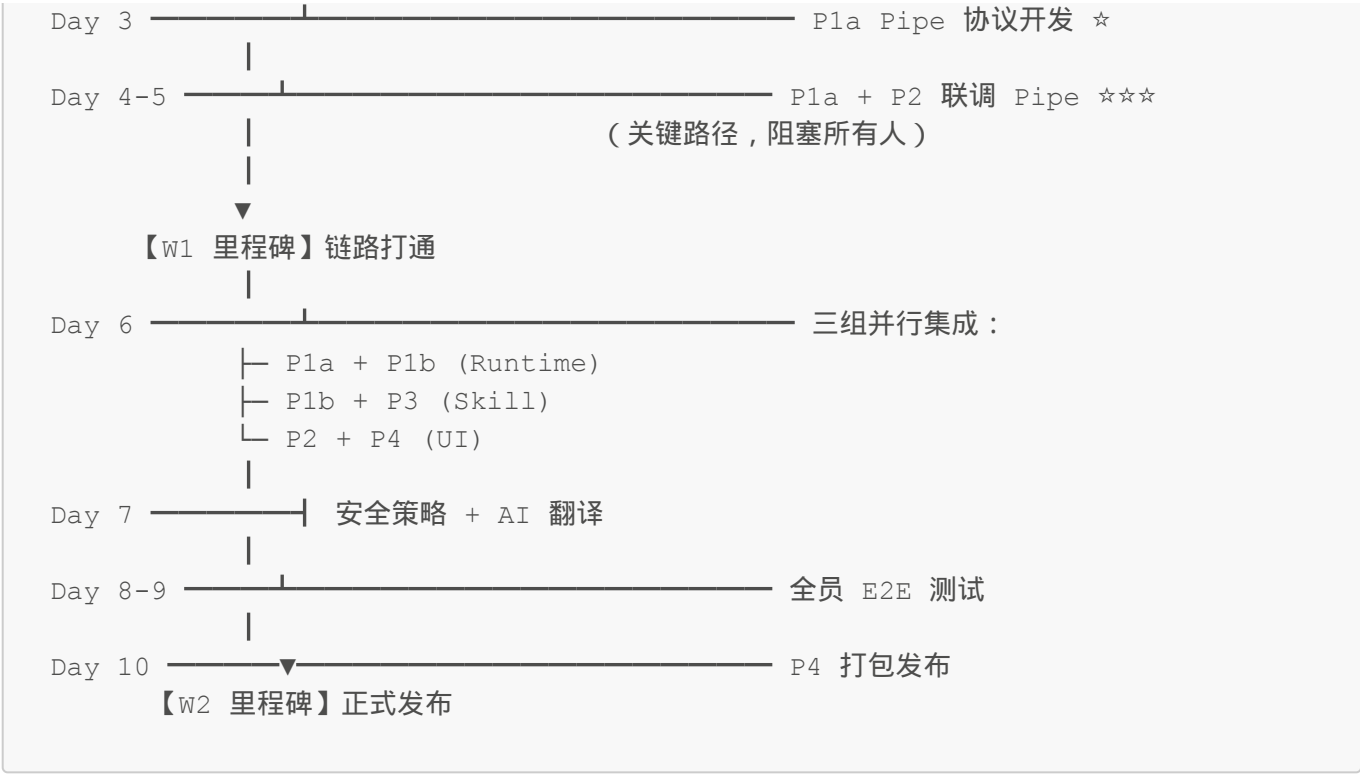 Day 3 P1a Pipe 协议开发 ☆
Day 4-5 P1a + P2 联调 Pipe ☆☆☆
（关键路径，阻塞所有人）
【W1 里程碑】链路打通
Day 6 三组并行集成：
P1a + P1b (Runtime)
P1b + P3 (Skill)
P2 + P4 (UI)
Day 7 安全策略 + AI 翻译
Day 8-9 全员 E2E 测试
Day 10 P4 打包发布
【W2 里程碑】正式发布